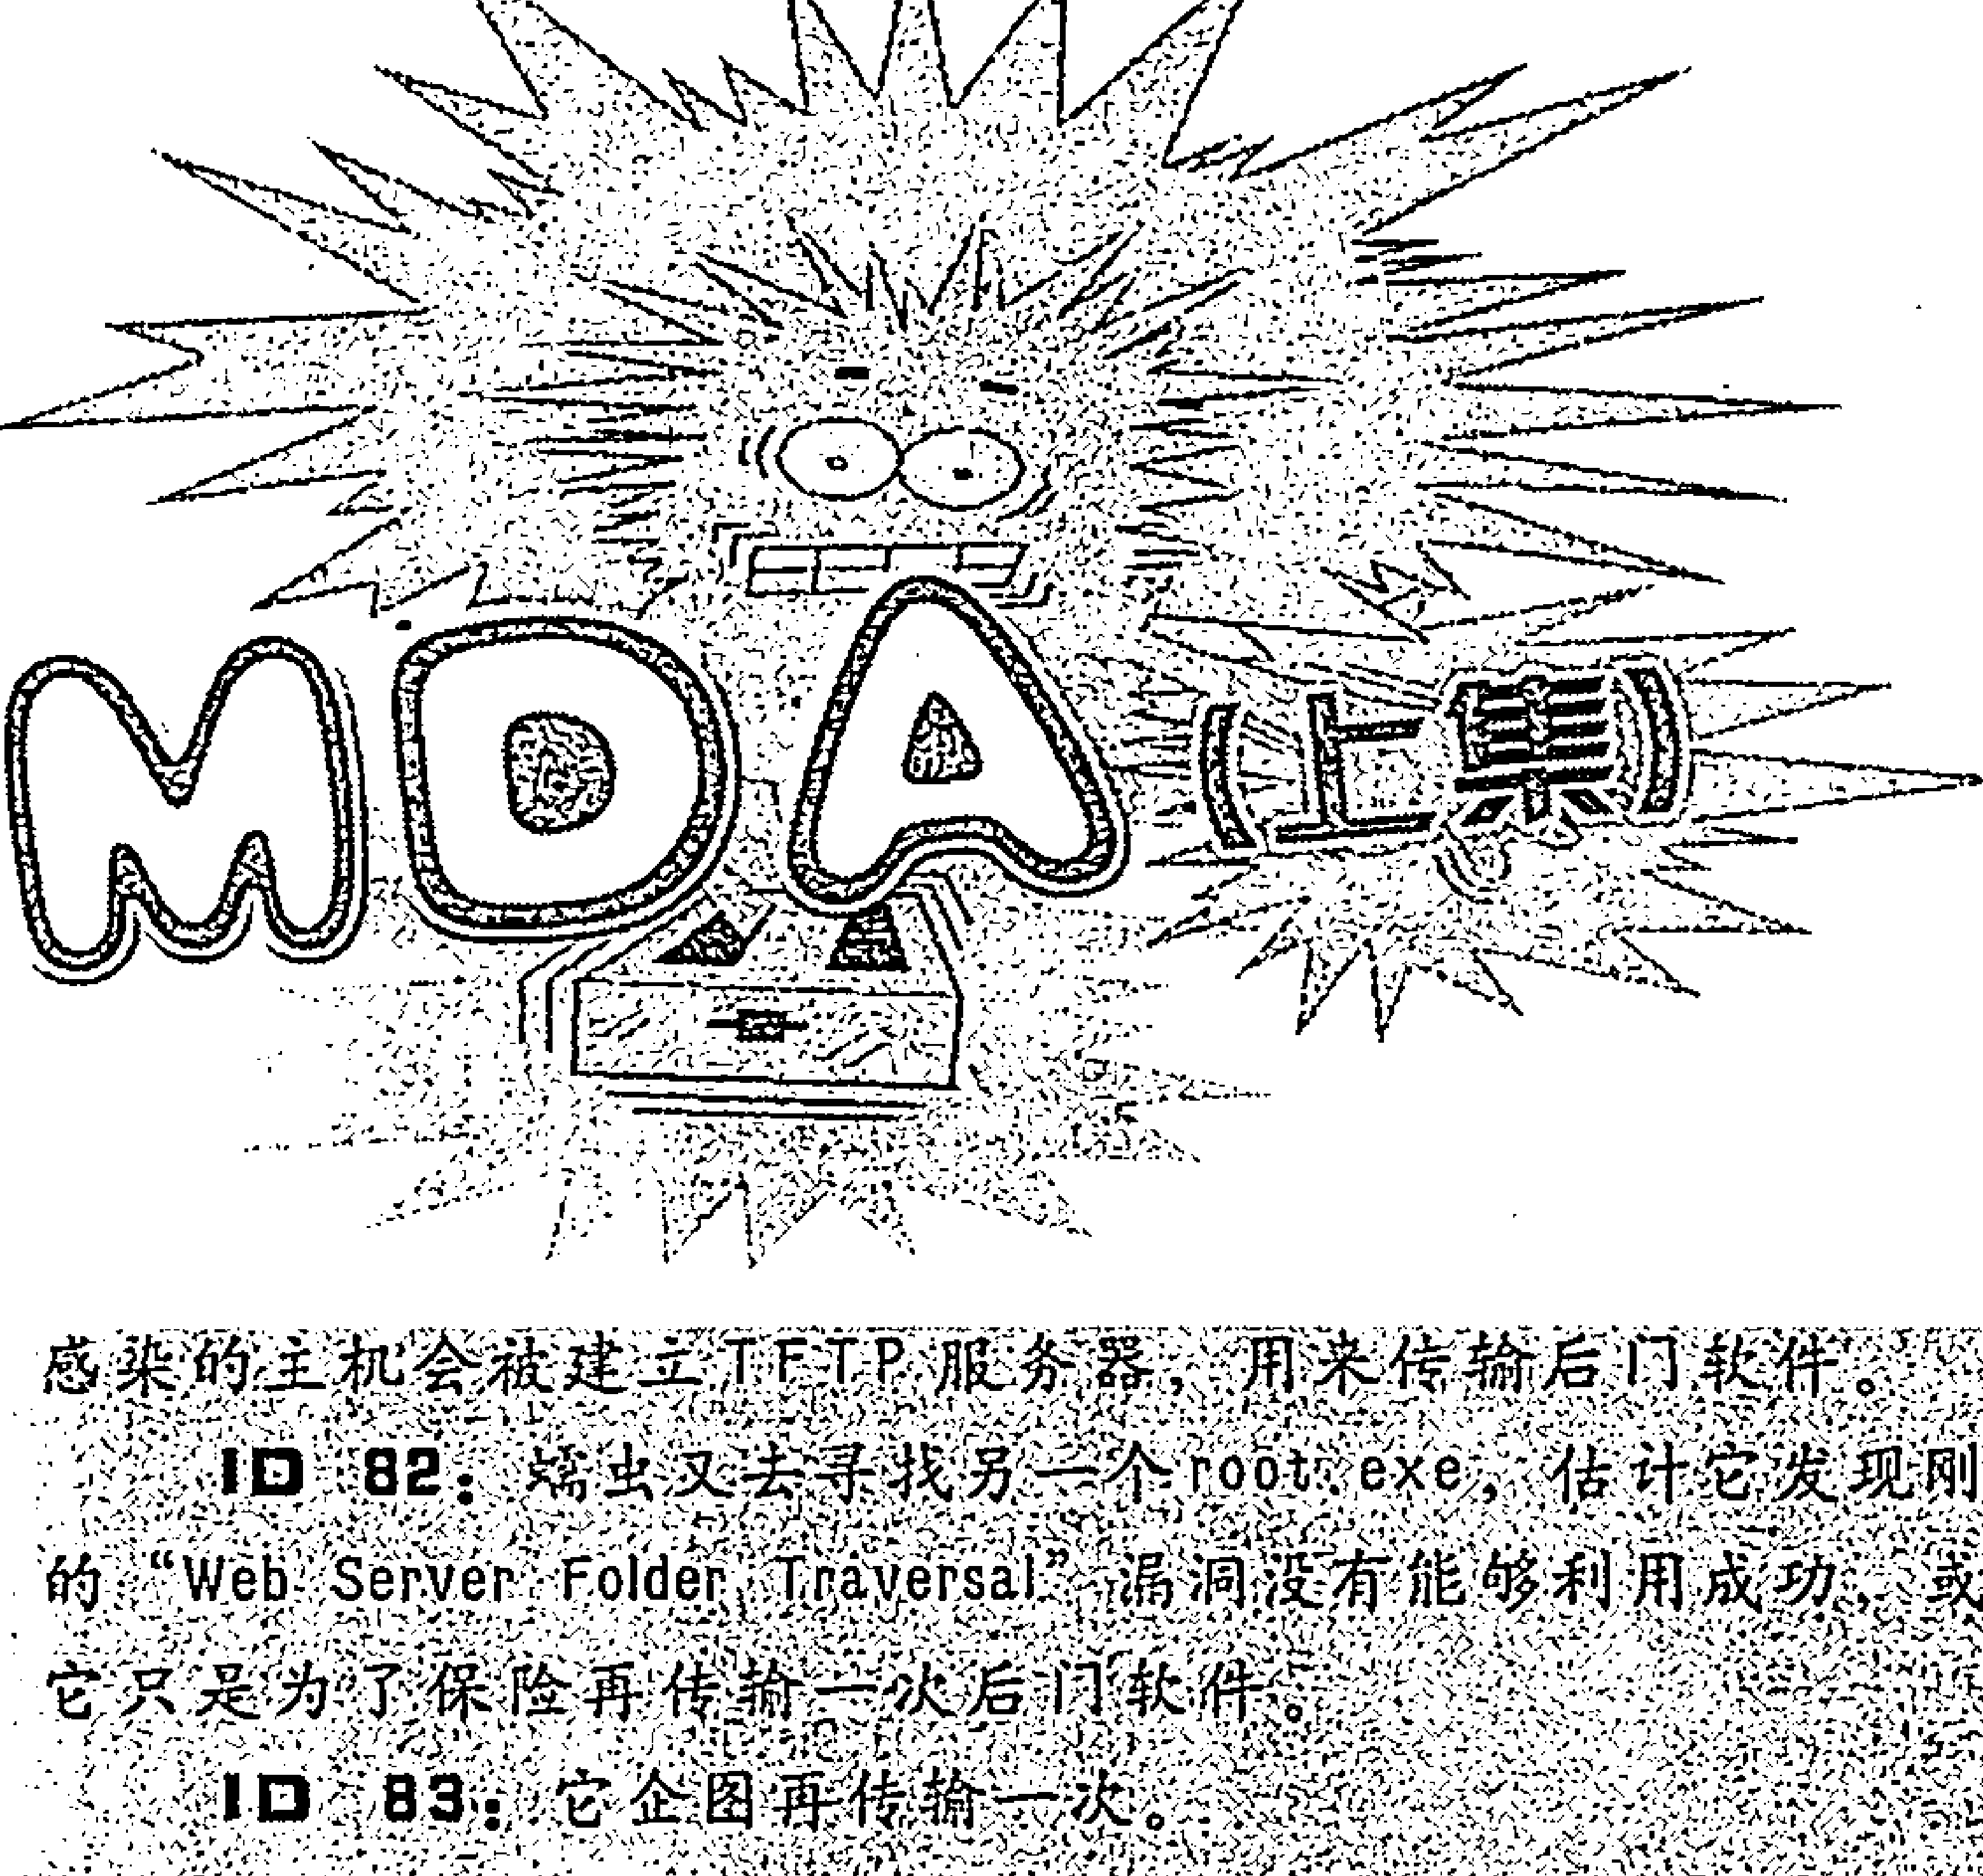 MDA(上集)
感染的主机会被建立TFTP服务器，用来传输后门软件。
ID 82：蠕虫又去寻找另一个root.exe，估计它发现刚
的“Web Server Folder Traversal”漏洞没有能够利用成功，或
它只是为了保险再传输一次后门软件。
ID 83：它企图再传输一次。